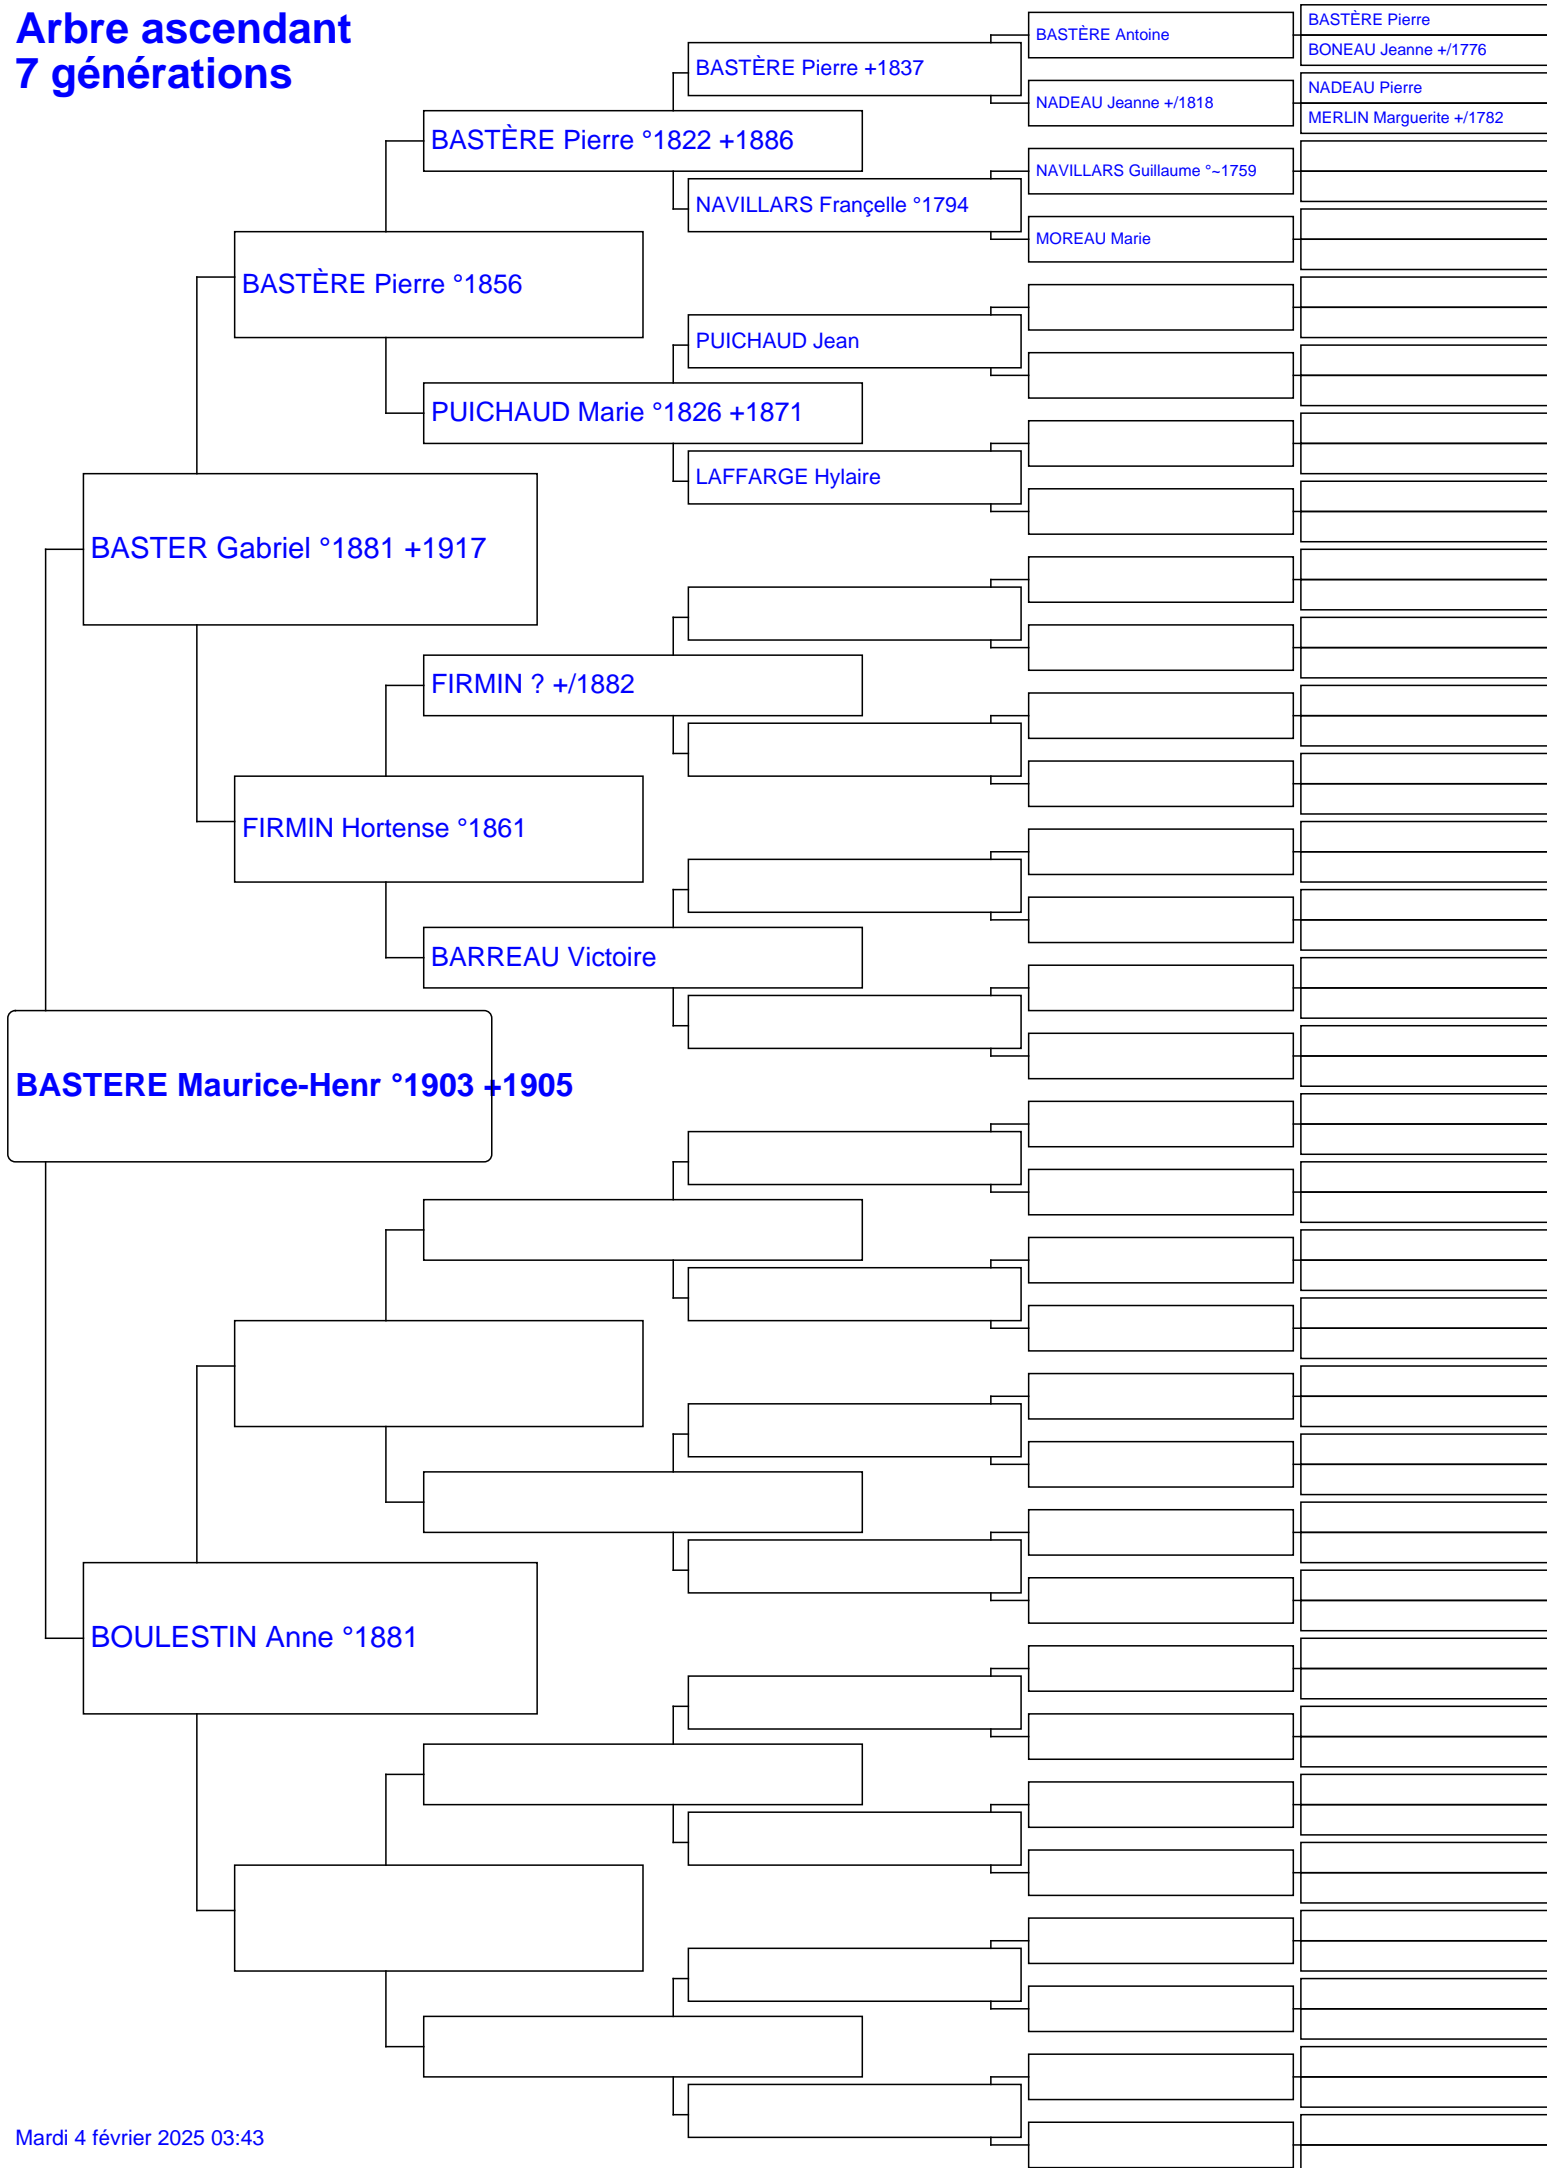 Arbre ascendant
7 générations
BASTÈRE Antoine
BASTÈRE Pierre
BONEAU Jeanne +/1776
BASTÈRE Pierre +1837
NADEAU Jeanne +/1818
NADEAU Pierre
MERLIN Marguerite +/1782
BASTÈRE Pierre °1822 +1886
NAVILLARS Guillaume °~1759
NAVILLARS Françelle °1794
MOREAU Marie
BASTÈRE Pierre °1856
PUICHAUD Jean
PUICHAUD Marie °1826 +1871
LAFFARGE Hylaire
BASTER Gabriel °1881 +1917
FIRMIN ? +/1882
FIRMIN Hortense °1861
BARREAU Victoire
BASTERE Maurice-Henr °1903 +1905
BOULESTIN Anne °1881
Mardi 4 février 2025 03:43